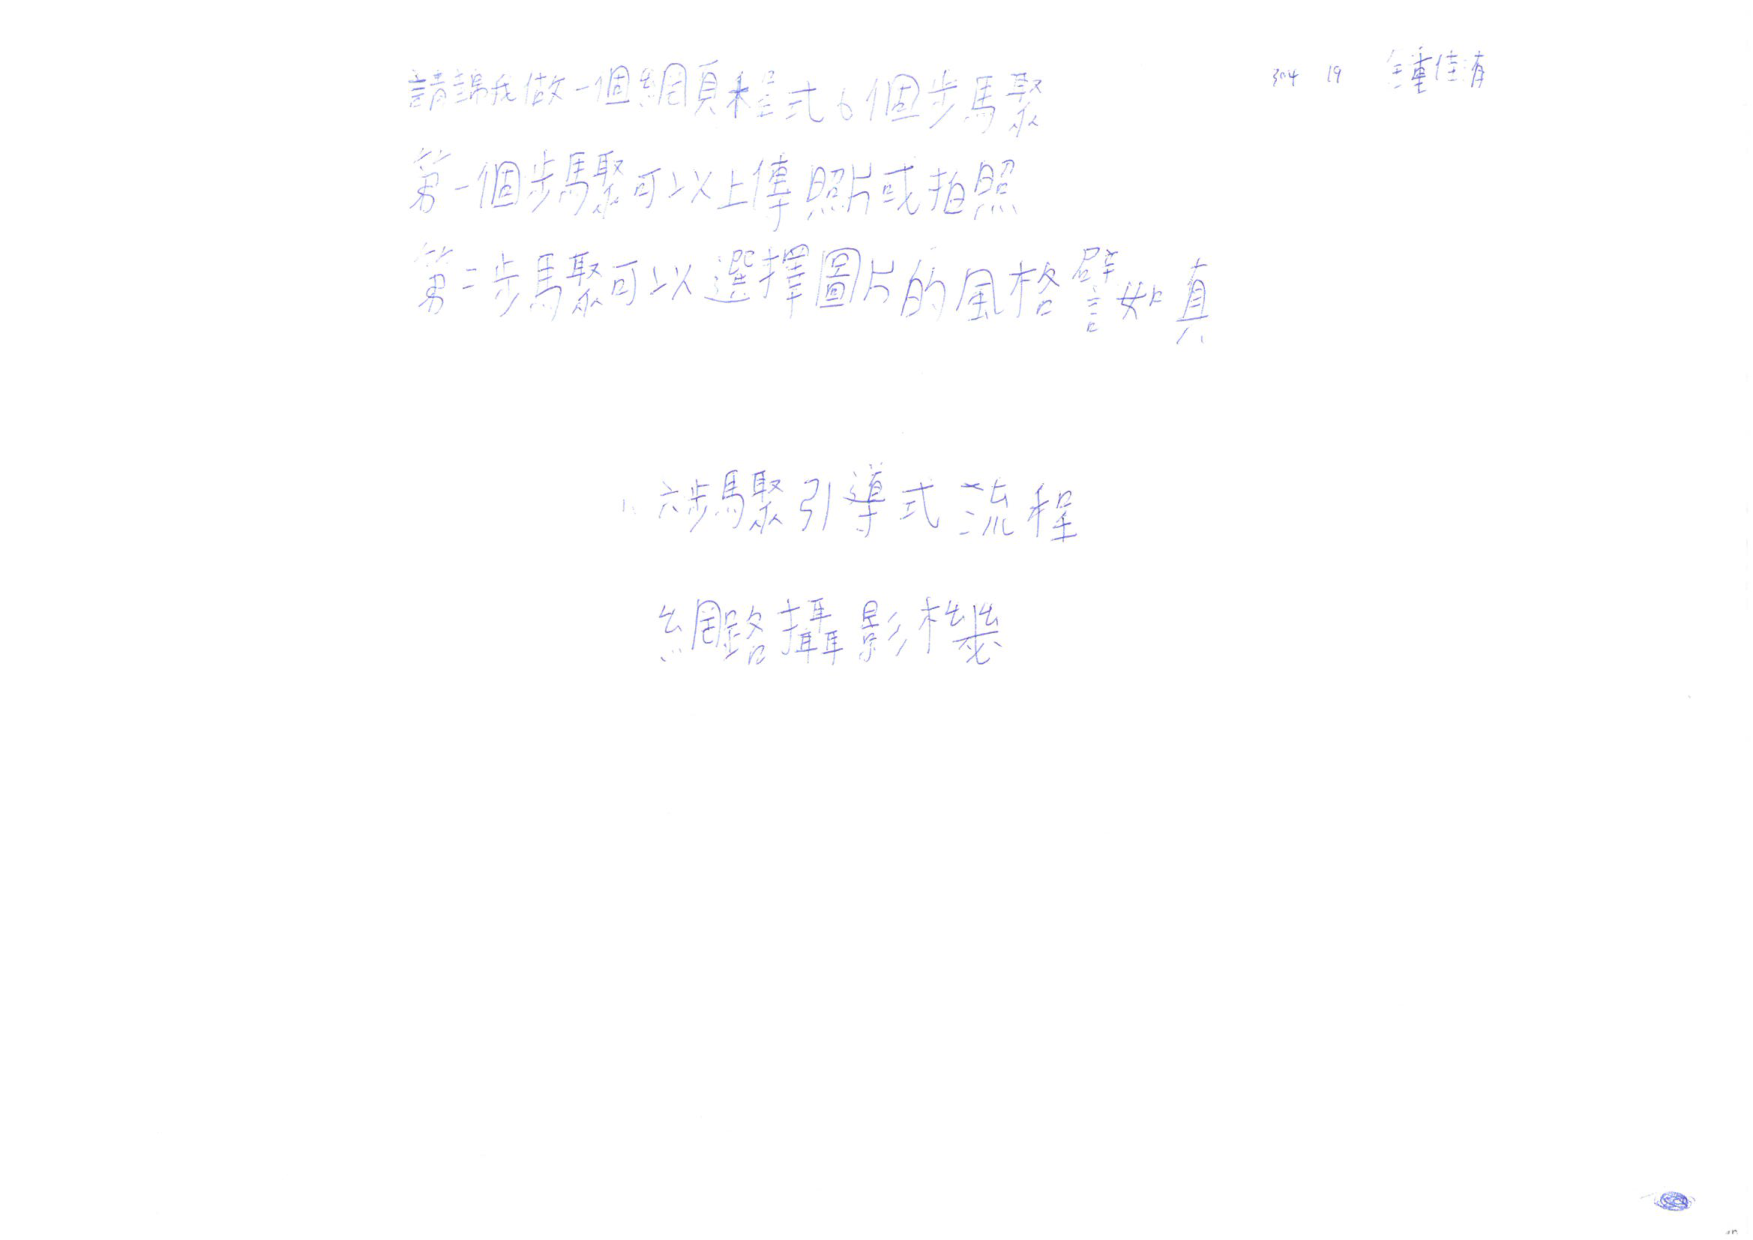 304 19 鍾佳洧
請幫我做一個網頁程式6個步驟
第一個步驟可以上傳照片或拍照
第二步驟可以選擇圖片的風格譬如真
六步驟引導式流程
網路攝影機